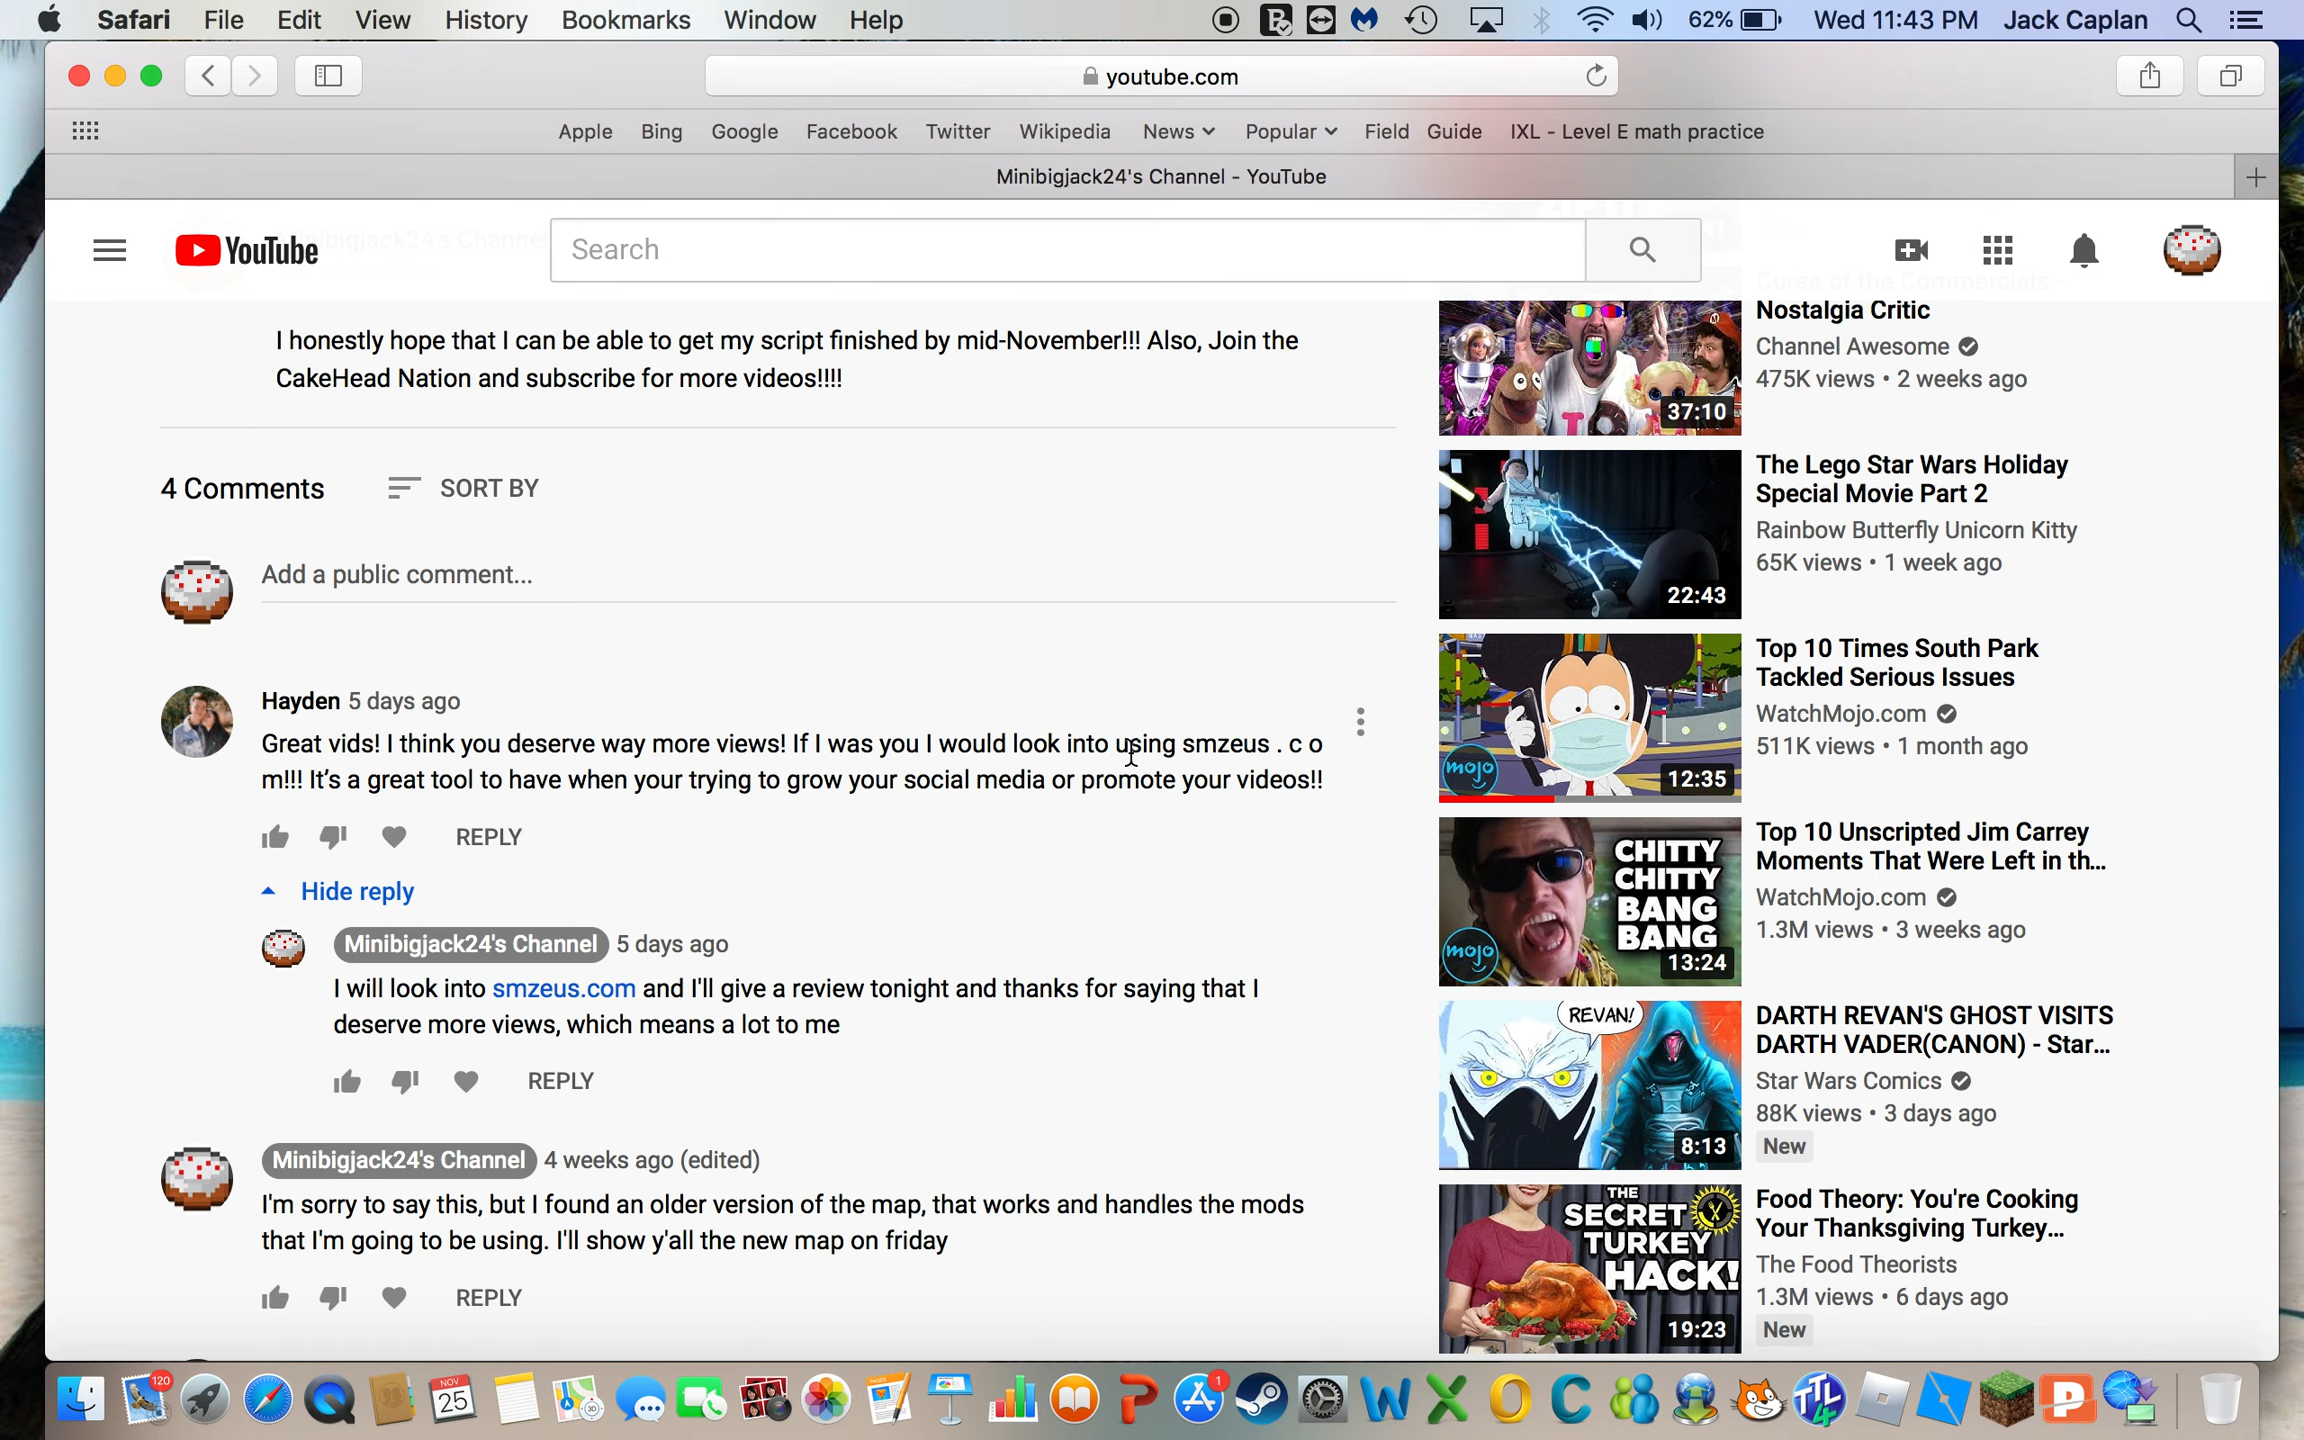 Safari File Edit View History Bookmarks Window Help 62% Wed 11:43 PM Jack Caplan
youtube.com
Apple Bing Google Facebook Twitter Wikipedia News Popular Field Guide IXL - Level E math practice
Minibigjack24's Channel - YouTube
YouTube
Search
I honestly hope that I can be able to get my script finished by mid-November!!! Also, Join the
CakeHead Nation and subscribe for more videos!!!!
4 Comments SORT BY
Add a public comment...
Hayden 5 days ago
Great vids! I think you deserve way more views! If I was you I would look into using smzeus . c o
m!!! It’s a great tool to have when your trying to grow your social media or promote your videos!!
REPLY
Hide reply
Minibigjack24's Channel 5 days ago
I will look into smzeus.com and I'll give a review tonight and thanks for saying that I
deserve more views, which means a lot to me
REPLY
Minibigjack24's Channel 4 weeks ago (edited)
I'm sorry to say this, but I found an older version of the map, that works and handles the mods
that I'm going to be using. I'll show y'all the new map on friday
REPLY
Curse of the Commercials -
Nostalgia Critic
Channel Awesome
475K views • 2 weeks ago
37:10
The Lego Star Wars Holiday
Special Movie Part 2
Rainbow Butterfly Unicorn Kitty
65K views • 1 week ago
22:43
Top 10 Times South Park
Tackled Serious Issues
WatchMojo.com
511K views • 1 month ago
mojo
12:35
Top 10 Unscripted Jim Carrey
Moments That Were Left in th...
WatchMojo.com
1.3M views • 3 weeks ago
CHITTY
CHITTY
BANG
BANG
mojo
13:24
DARTH REVAN'S GHOST VISITS
DARTH VADER(CANON) - Star...
Star Wars Comics
88K views • 3 days ago
New
REVAN!
8:13
Food Theory: You're Cooking
Your Thanksgiving Turkey...
The Food Theorists
1.3M views • 6 days ago
New
THE
SECRET
TURKEY
HACK!
19:23
120
NOV
25
PAGES
3D
1
TTL4